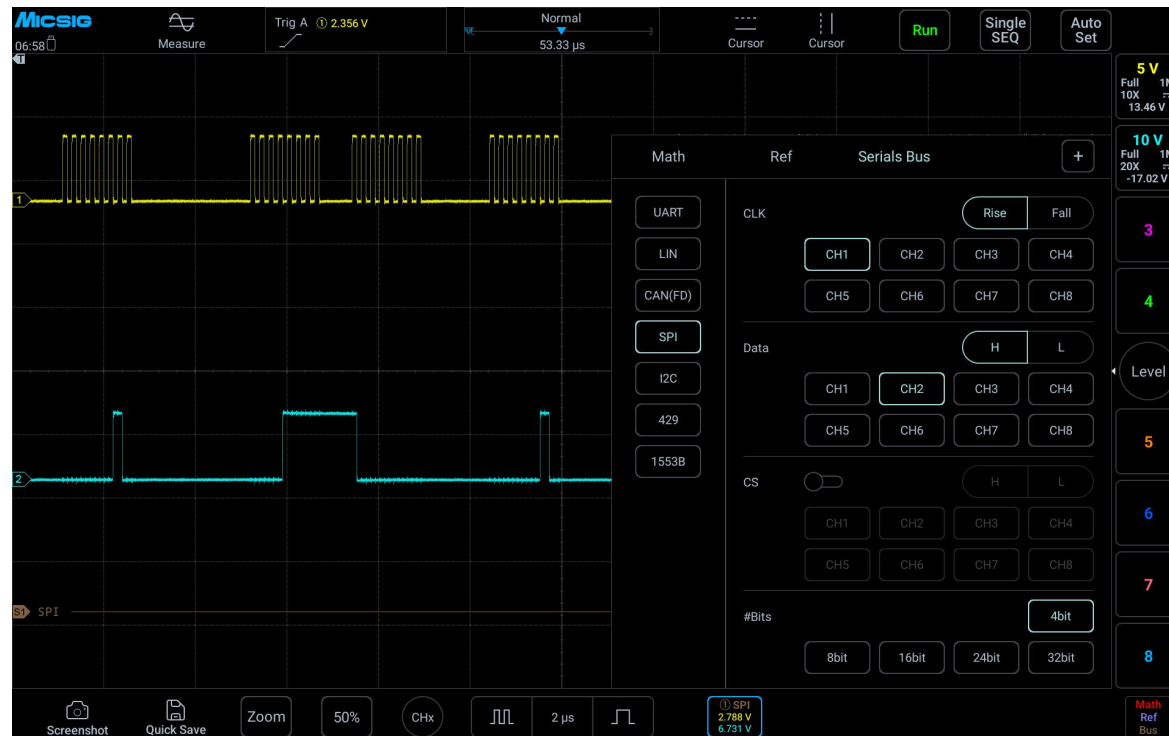 Micsig
06:58
Measure
Trig A ① 2.356 V
Normal
53.33 µs
Cursor
Cursor
Run
Single
SEQ
Auto
Set
T
5 V
Full 1M
10X
13.46 V
10 V
Full 1M
20X
-17.02 V
3
4
Level
5
6
7
8
1
2
S1 SPI
Math Ref Serials Bus +
UART
LIN
CAN(FD)
SPI
I2C
429
1553B
CLK Rise Fall
CH1 CH2 CH3 CH4
CH5 CH6 CH7 CH8
Data H L
CH1 CH2 CH3 CH4
CH5 CH6 CH7 CH8
CS H L
CH1 CH2 CH3 CH4
CH5 CH6 CH7 CH8
#Bits 4bit
8bit 16bit 24bit 32bit
Screenshot
Quick Save
Zoom
50%
CHx
2 µs
① SPI
2.788 V
6.731 V
Math
Ref
Bus